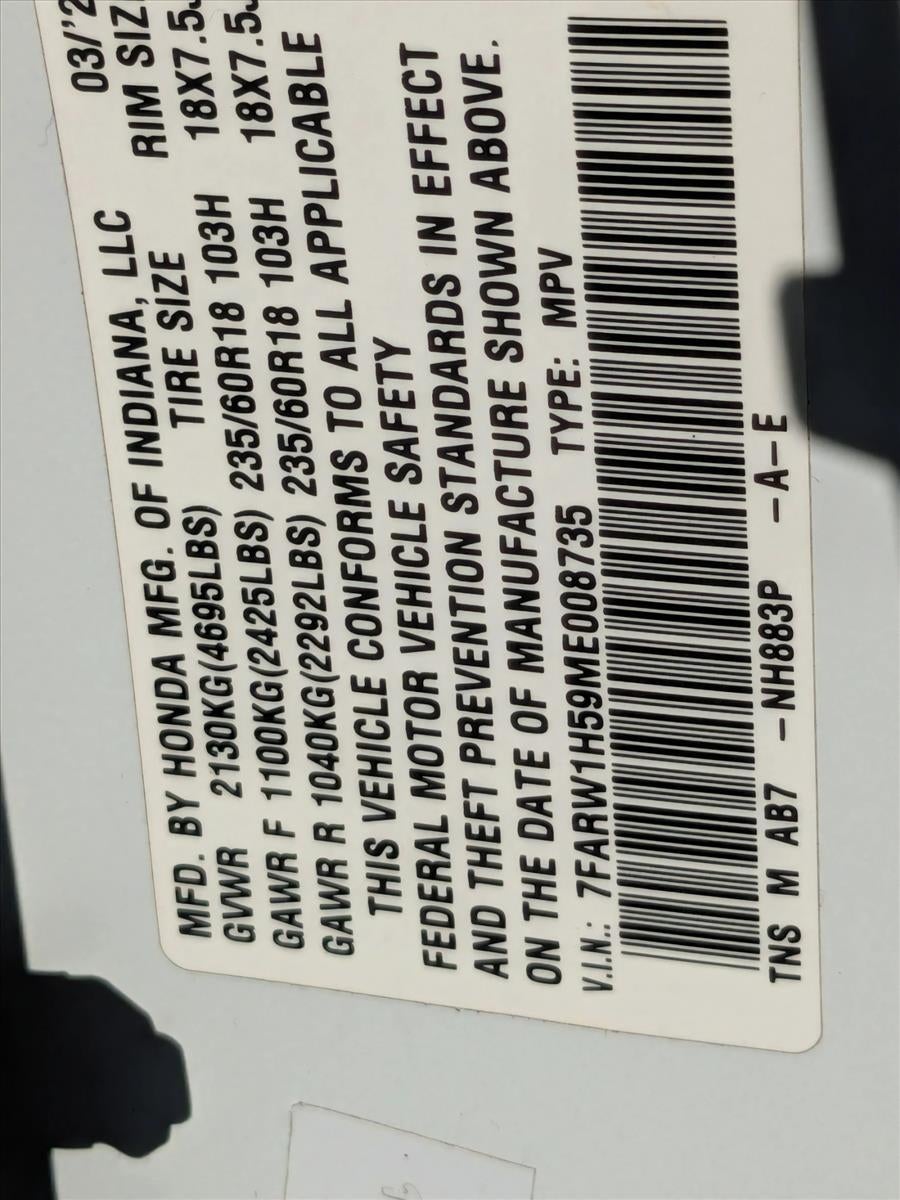 MFD. BY HONDA MFG. OF INDIANA, LLC 03/'2
TIRE SIZE RIM SIZ
GVWR 2130KG(4695LBS)
GAWR F 1100KG(2425LBS) 235/60R18 103H 18X7.5J
GAWR R 1040KG(2292LBS) 235/60R18 103H 18X7.5J
THIS VEHICLE CONFORMS TO ALL APPLICABLE
FEDERAL MOTOR VEHICLE SAFETY
AND THEFT PREVENTION STANDARDS IN EFFECT
ON THE DATE OF MANUFACTURE SHOWN ABOVE.
V.I.N.: 7FARW1H59ME008735 TYPE: MPV
TNS M AB7 -NH883P -A-E